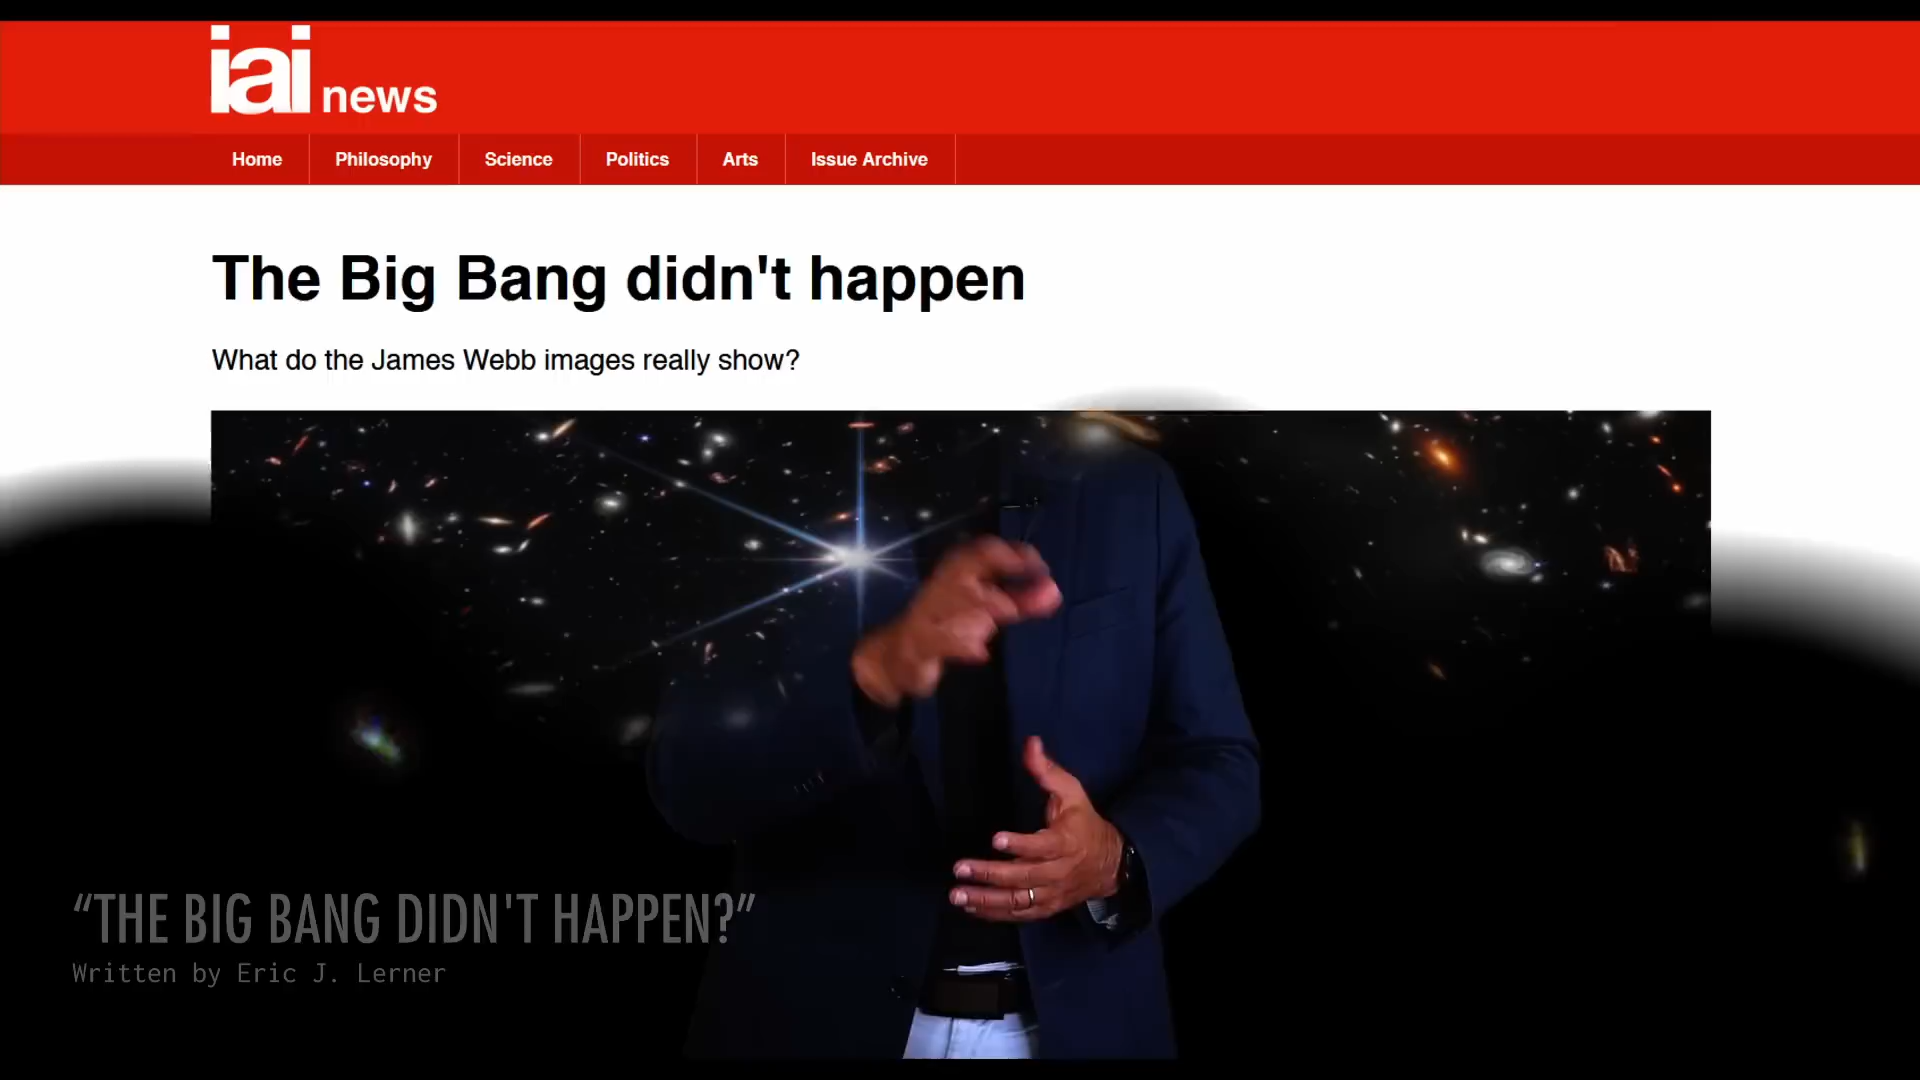 iai news
Home Philosophy Science Politics Arts Issue Archive
The Big Bang didn't happen
What do the James Webb images really show?
“THE BIG BANG DIDN'T HAPPEN?”
Written by Eric J. Lerner